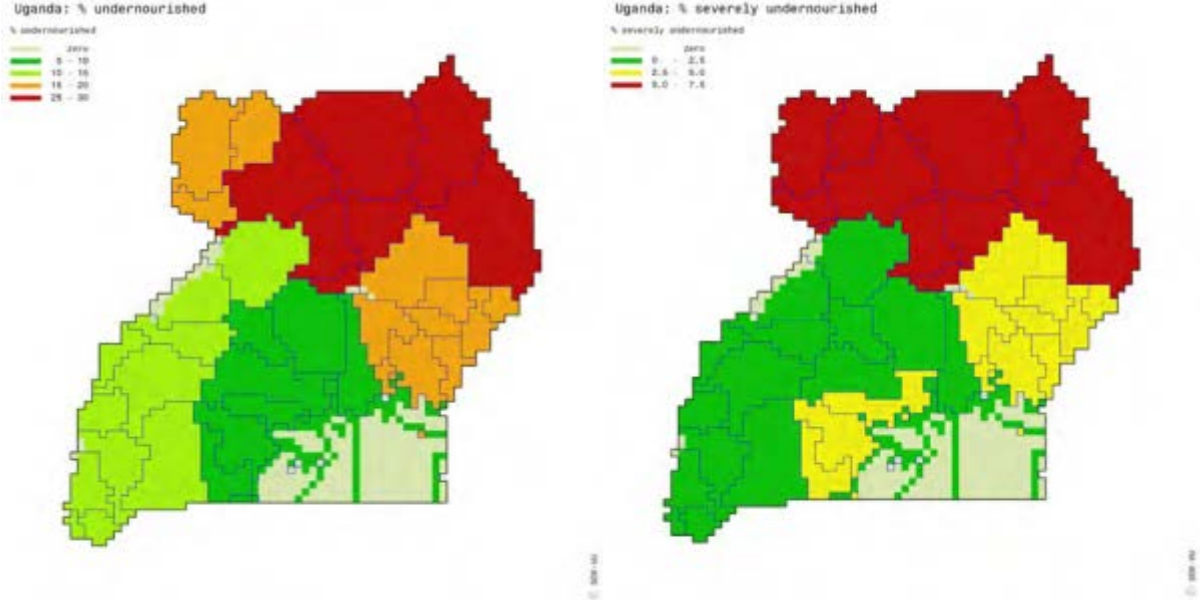 Uganda: % undernourished
% undernourished
zero
5 - 10
10 - 15
15 - 20
25 - 30
Uganda: % severely undernourished
% severely undernourished
zero
0 - 2.5
2.5 - 5.0
5.0 - 7.5